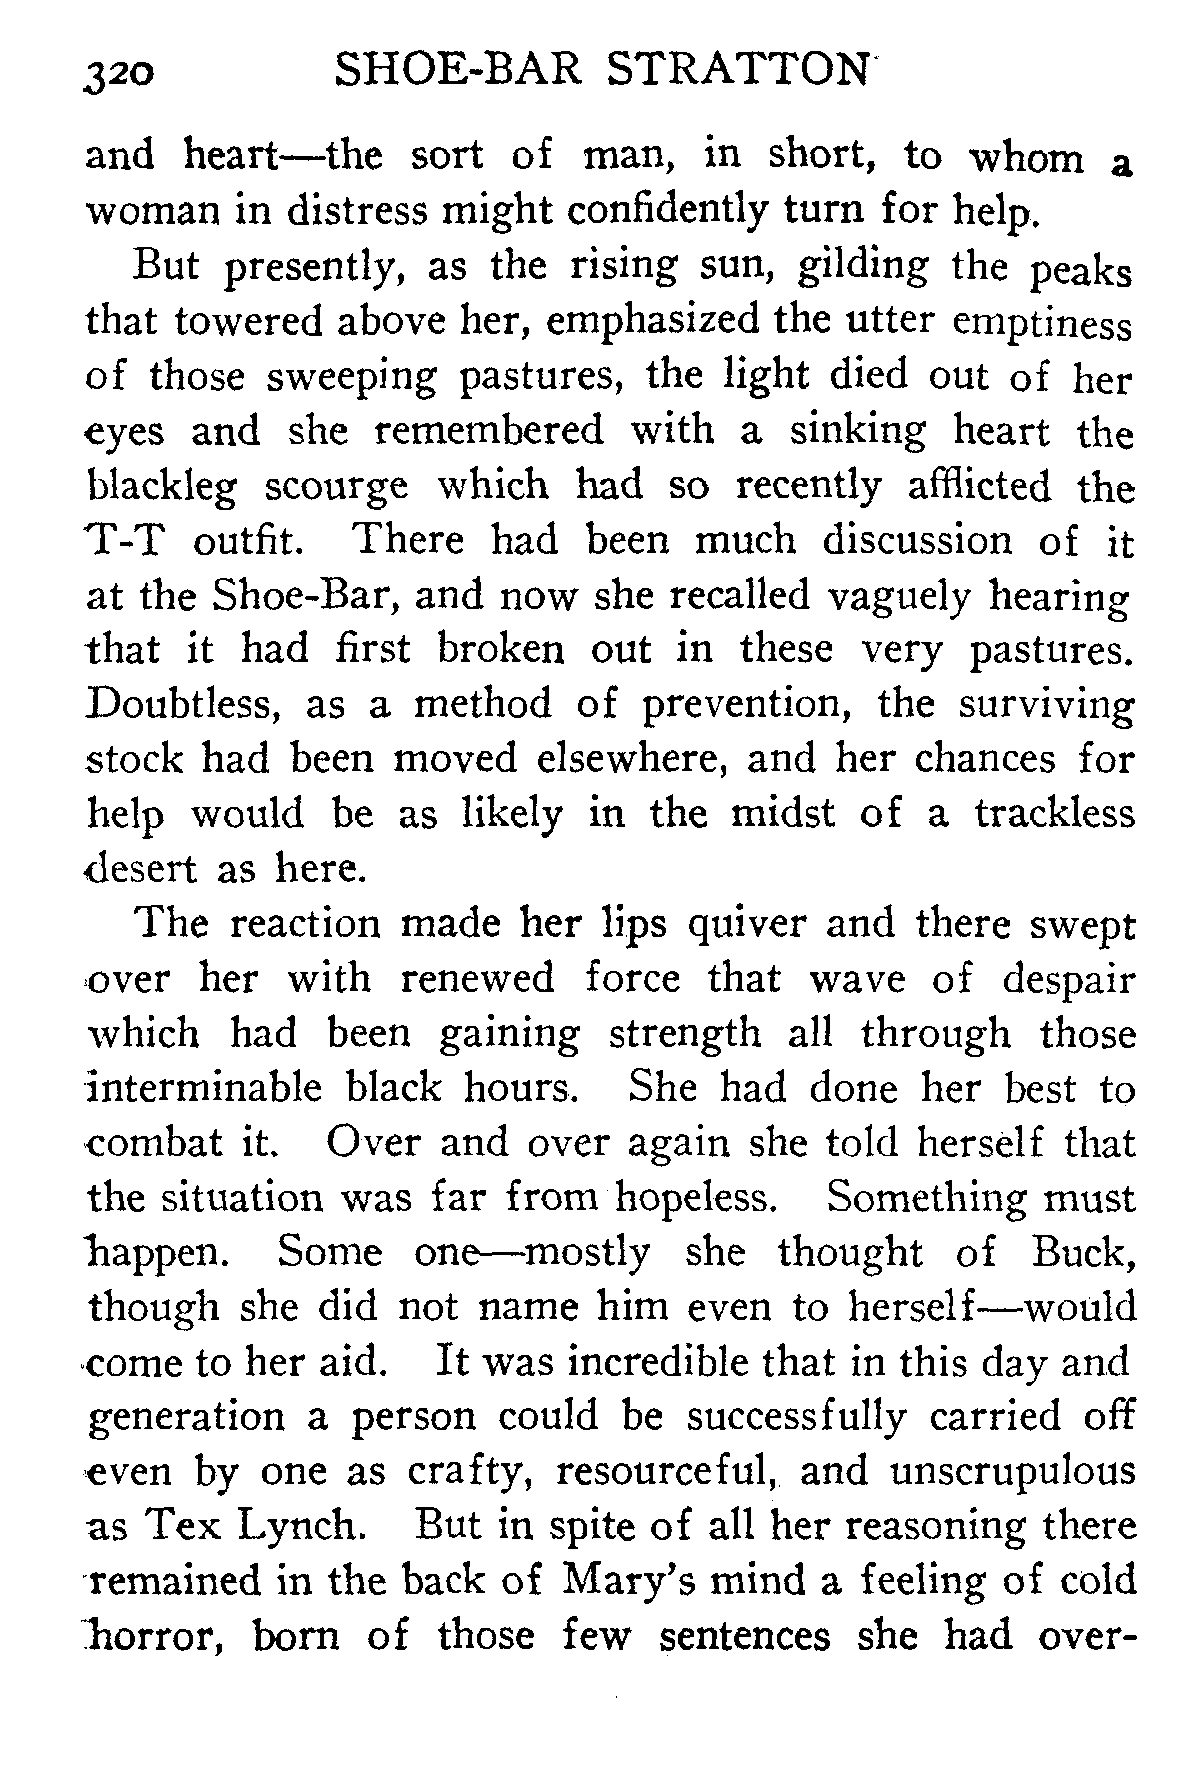 320 SHOE-BAR STRATTON
and heart—the sort of man, in short, to whom a
woman in distress might confidently turn for help.
But presently, as the rising sun, gilding the peaks
that towered above her, emphasized the utter emptiness
of those sweeping pastures, the light died out of her
eyes and she remembered with a sinking heart the
blackleg scourge which had so recently afflicted the
T-T outfit. There had been much discussion of it
at the Shoe-Bar, and now she recalled vaguely hearing
that it had first broken out in these very pastures.
Doubtless, as a method of prevention, the surviving
stock had been moved elsewhere, and her chances for
help would be as likely in the midst of a trackless
desert as here.
The reaction made her lips quiver and there swept
over her with renewed force that wave of despair
which had been gaining strength all through those
interminable black hours. She had done her best to
combat it. Over and over again she told herself that
the situation was far from hopeless. Something must
happen. Some one—mostly she thought of Buck,
though she did not name him even to herself—would
come to her aid. It was incredible that in this day and
generation a person could be successfully carried off
even by one as crafty, resourceful, and unscrupulous
as Tex Lynch. But in spite of all her reasoning there
remained in the back of Mary's mind a feeling of cold
horror, born of those few sentences she had over-